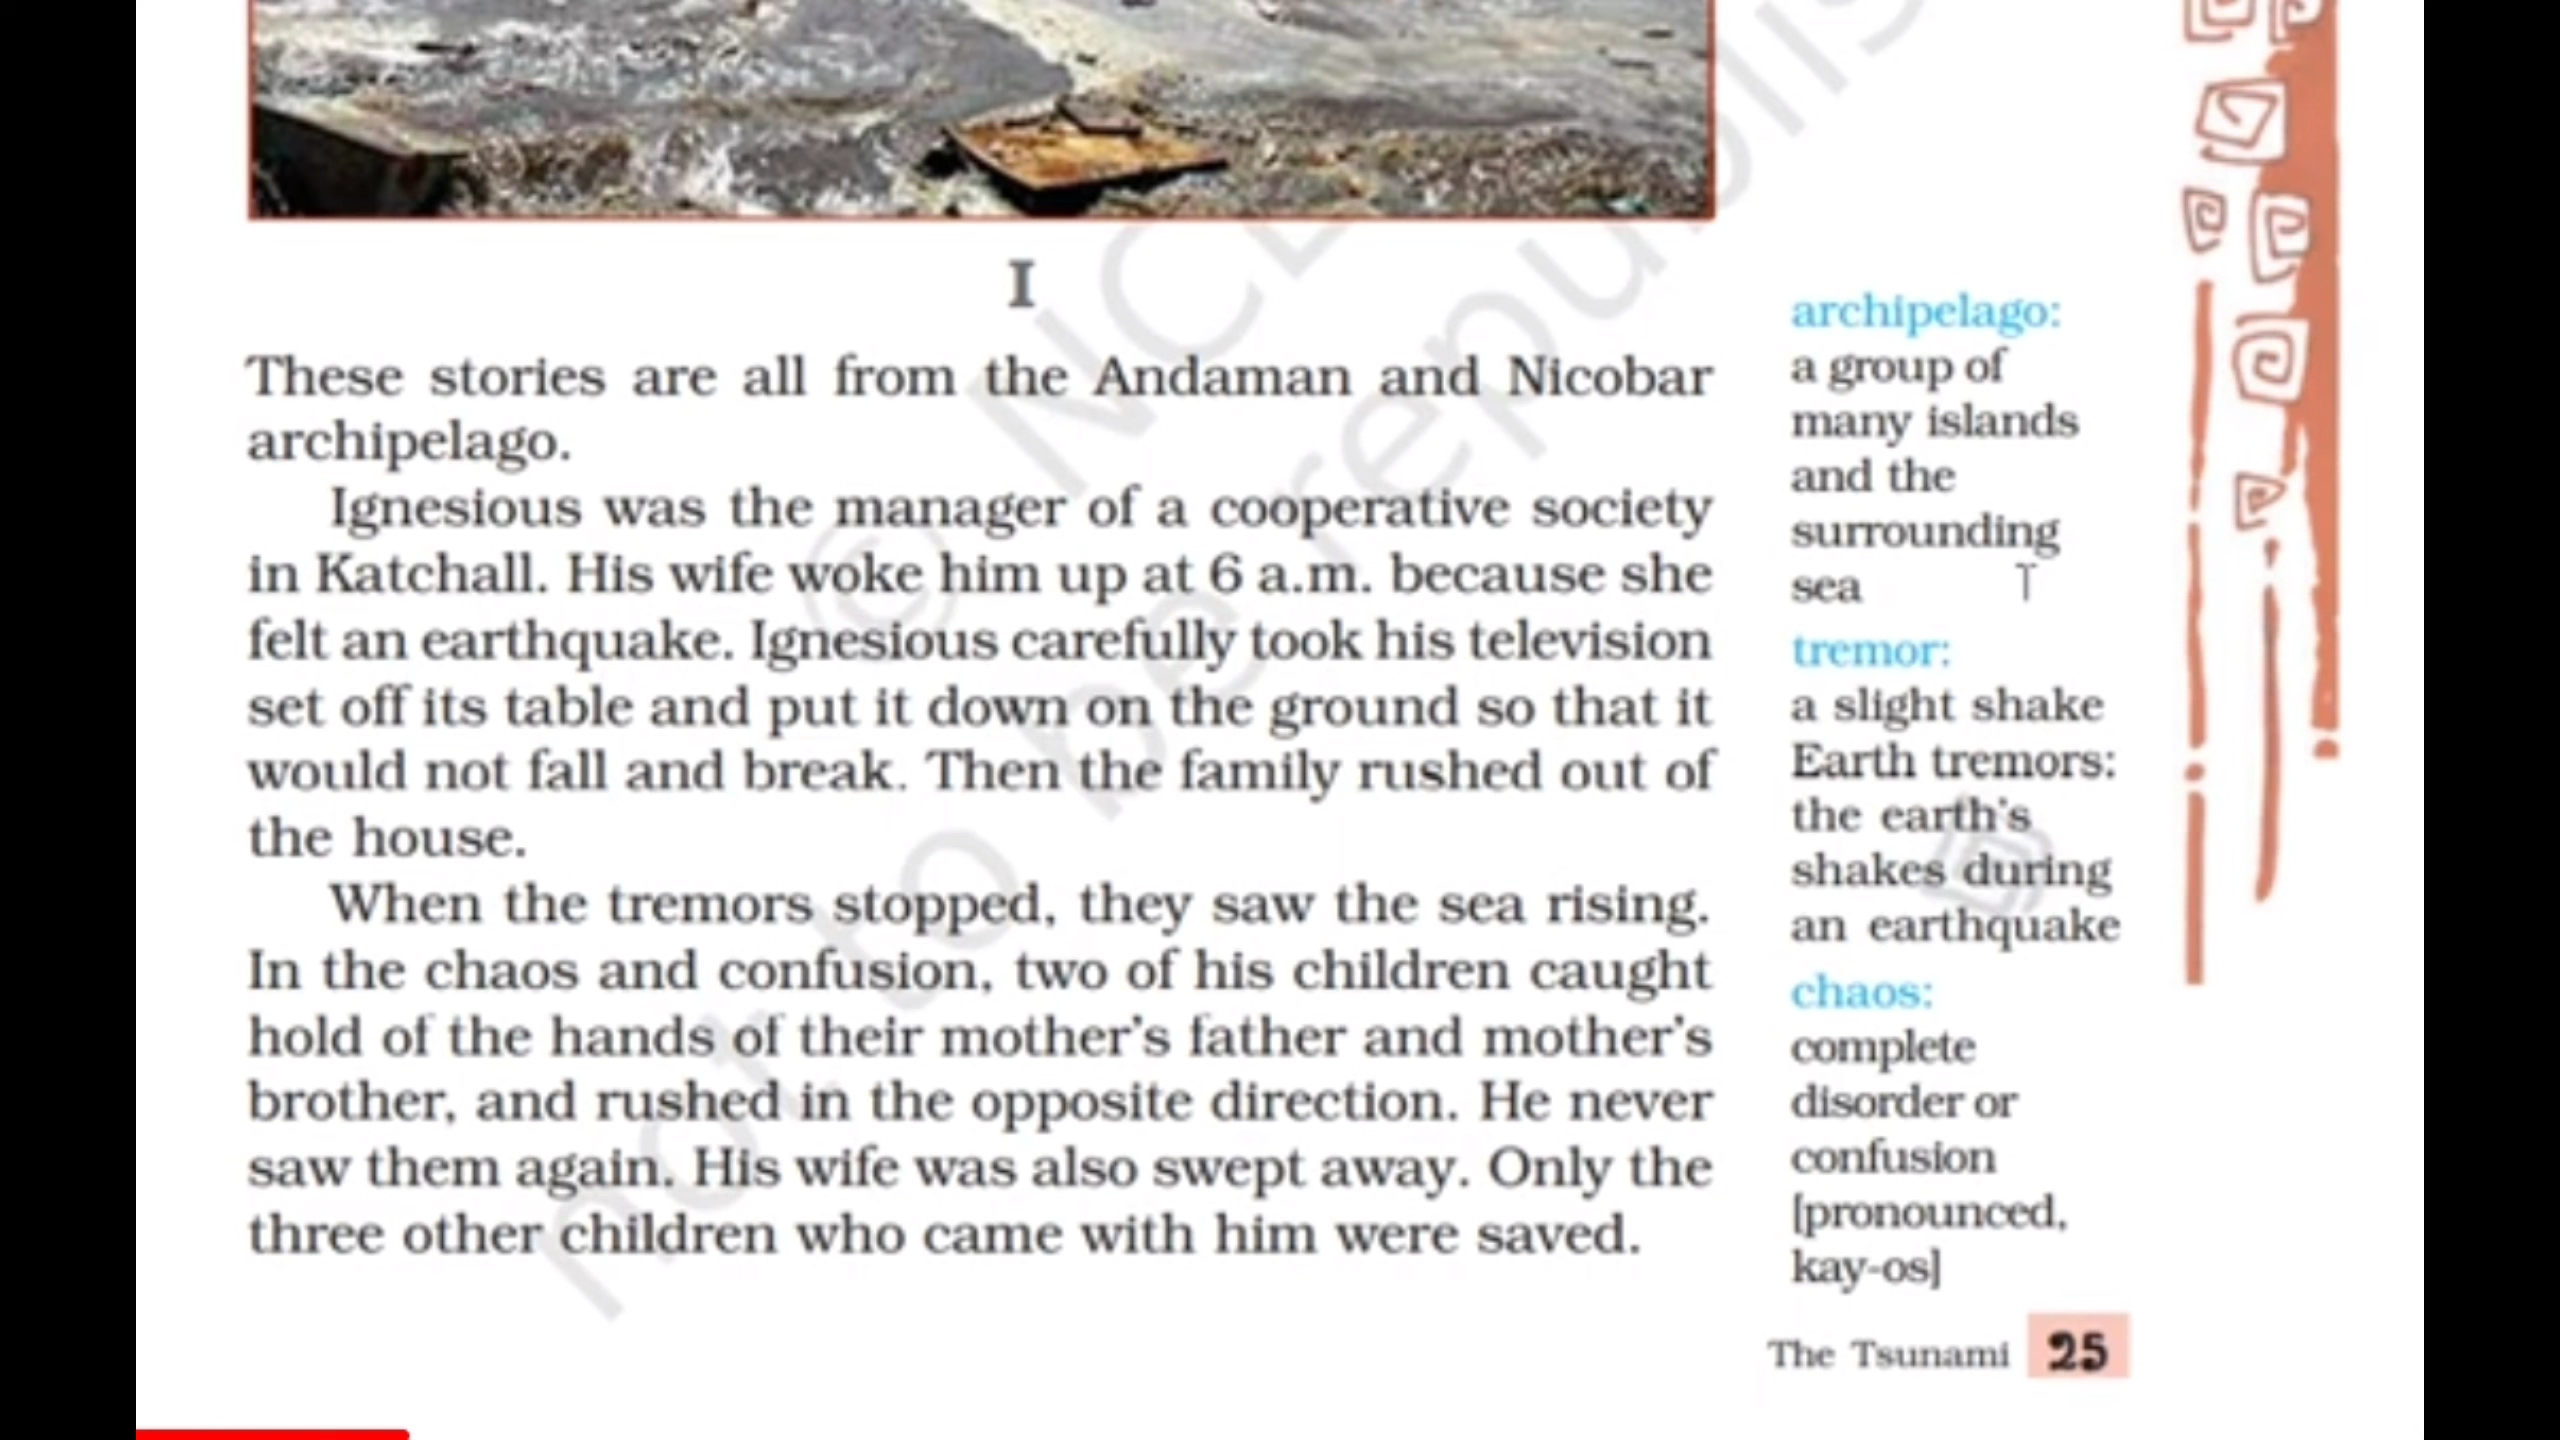 I
These stories are all from the Andaman and Nicobar
archipelago.
Ignesious was the manager of a cooperative society
in Katchall. His wife woke him up at 6 a.m. because she
felt an earthquake. Ignesious carefully took his television
set off its table and put it down on the ground so that it
would not fall and break. Then the family rushed out of
the house.
When the tremors stopped, they saw the sea rising.
In the chaos and confusion, two of his children caught
hold of the hands of their mother's father and mother's
brother, and rushed in the opposite direction. He never
saw them again. His wife was also swept away. Only the
three other children who came with him were saved.
archipelago:
a group of
many islands
and the
surrounding
sea
tremor:
a slight shake
Earth tremors:
the earth's
shakes during
an earthquake
chaos:
complete
disorder or
confusion
[pronounced,
kay-os]
The Tsunami 25
not to be